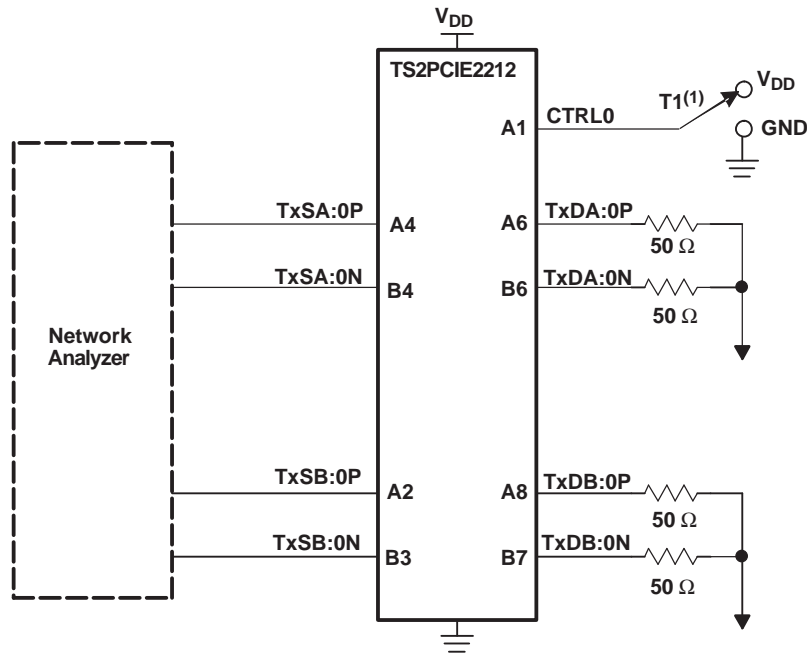 VDD
TS2PCIE2212
T1(1)
VDD
A1
CTRL0
GND
TxSA:0P
A4
A6
TxDA:0P
50 Ω
TxSA:0N
B4
B6
TxDA:0N
50 Ω
Network
Analyzer
TxSB:0P
A2
A8
TxDB:0P
50 Ω
TxSB:0N
B3
B7
TxDB:0N
50 Ω